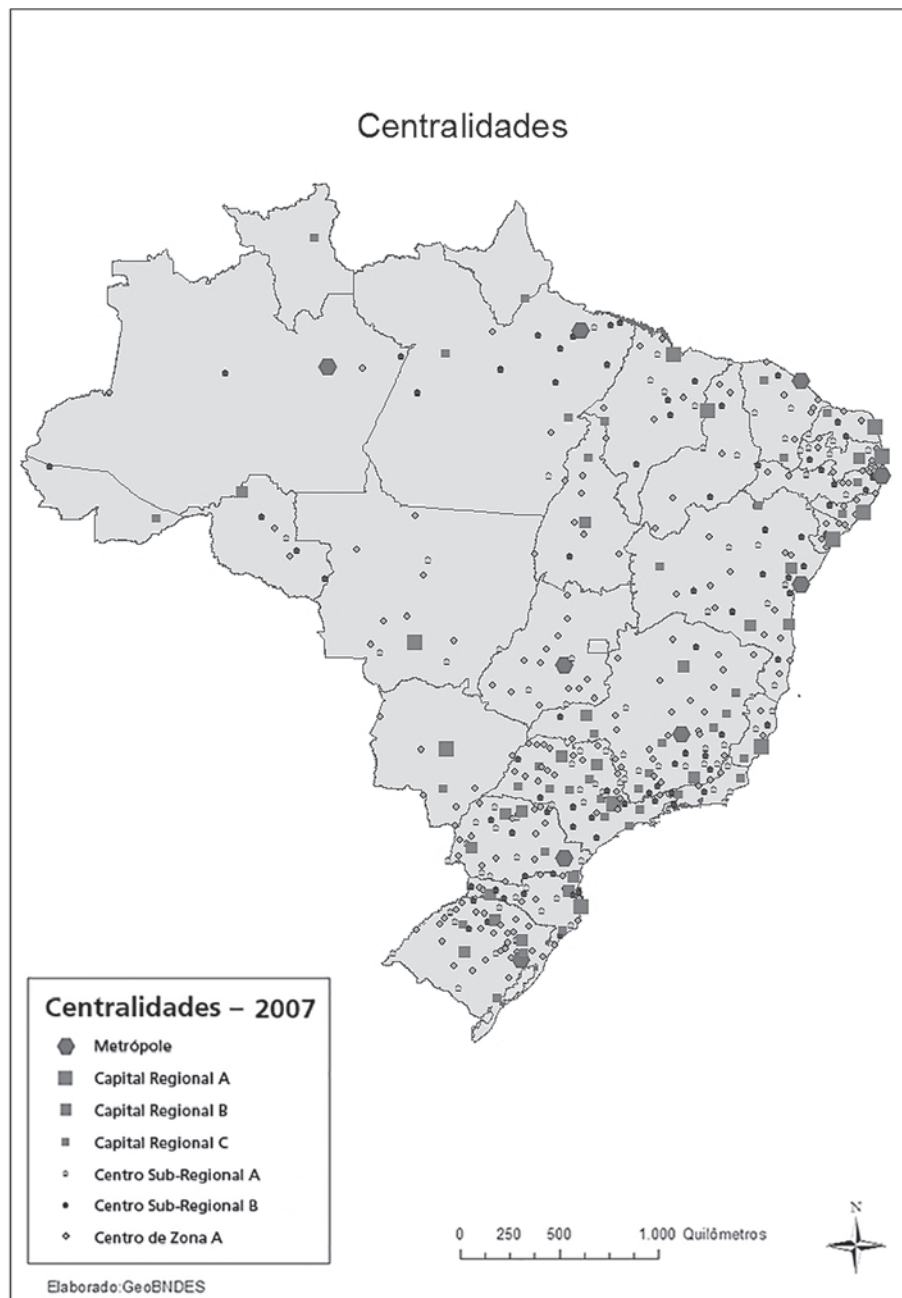 Centralidades
Centralidades – 2007
Metrópole
Capital Regional A
Capital Regional B
Capital Regional C
Centro Sub-Regional A
Centro Sub-Regional B
Centro de Zona A
0 250 500 1.000 Quilômetros
N
Elaborado:GeoBNDES